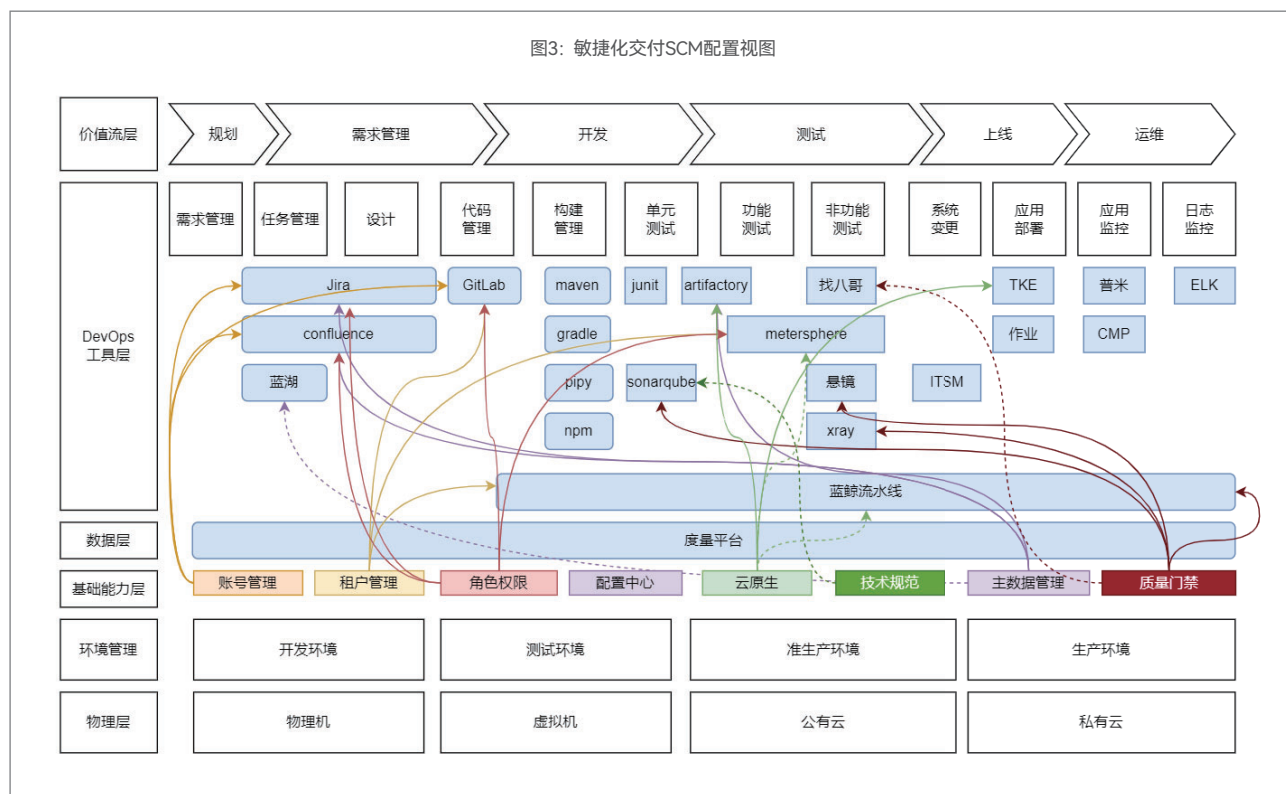 图3：敏捷化交付SCM配置视图
价值流层
规划
需求管理
开发
测试
上线
运维
DevOps
工具层
需求管理
任务管理
设计
代码
管理
构建
管理
单元
测试
功能
测试
非功能
测试
系统
变更
应用
部署
应用
监控
日志
监控
Jira
GitLab
maven
junit
artifactory
找八哥
TKE
普米
ELK
confluence
gradle
metersphere
作业
CMP
蓝湖
pipy
sonarqube
悬镜
ITSM
npm
xray
蓝鲸流水线
数据层
度量平台
基础能力层
账号管理
租户管理
角色权限
配置中心
云原生
技术规范
主数据管理
质量门禁
环境管理
开发环境
测试环境
准生产环境
生产环境
物理层
物理机
虚拟机
公有云
私有云